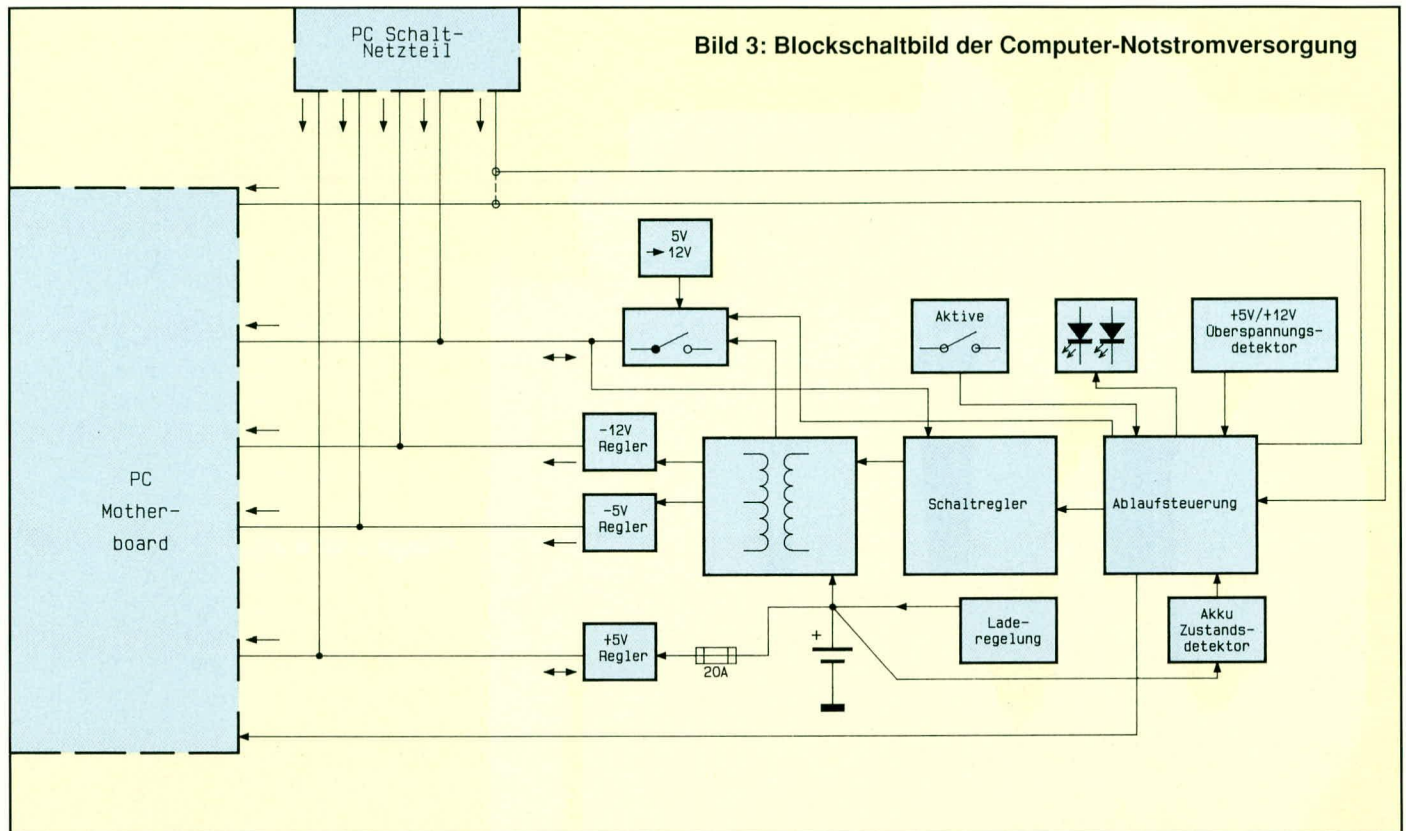 PC Schalt-
Netzteil
Bild 3: Blockschaltbild der Computer-Notstromversorgung
5V
12V
Aktive
+5V/+12V
Überspannungs-
detektor
-12V
Regler
PC
Mother-
board
-5V
Regler
Schaltregler
Ablaufsteuerung
+5V
Regler
20A
+
Lade-
regelung
Akku
Zustands-
detektor